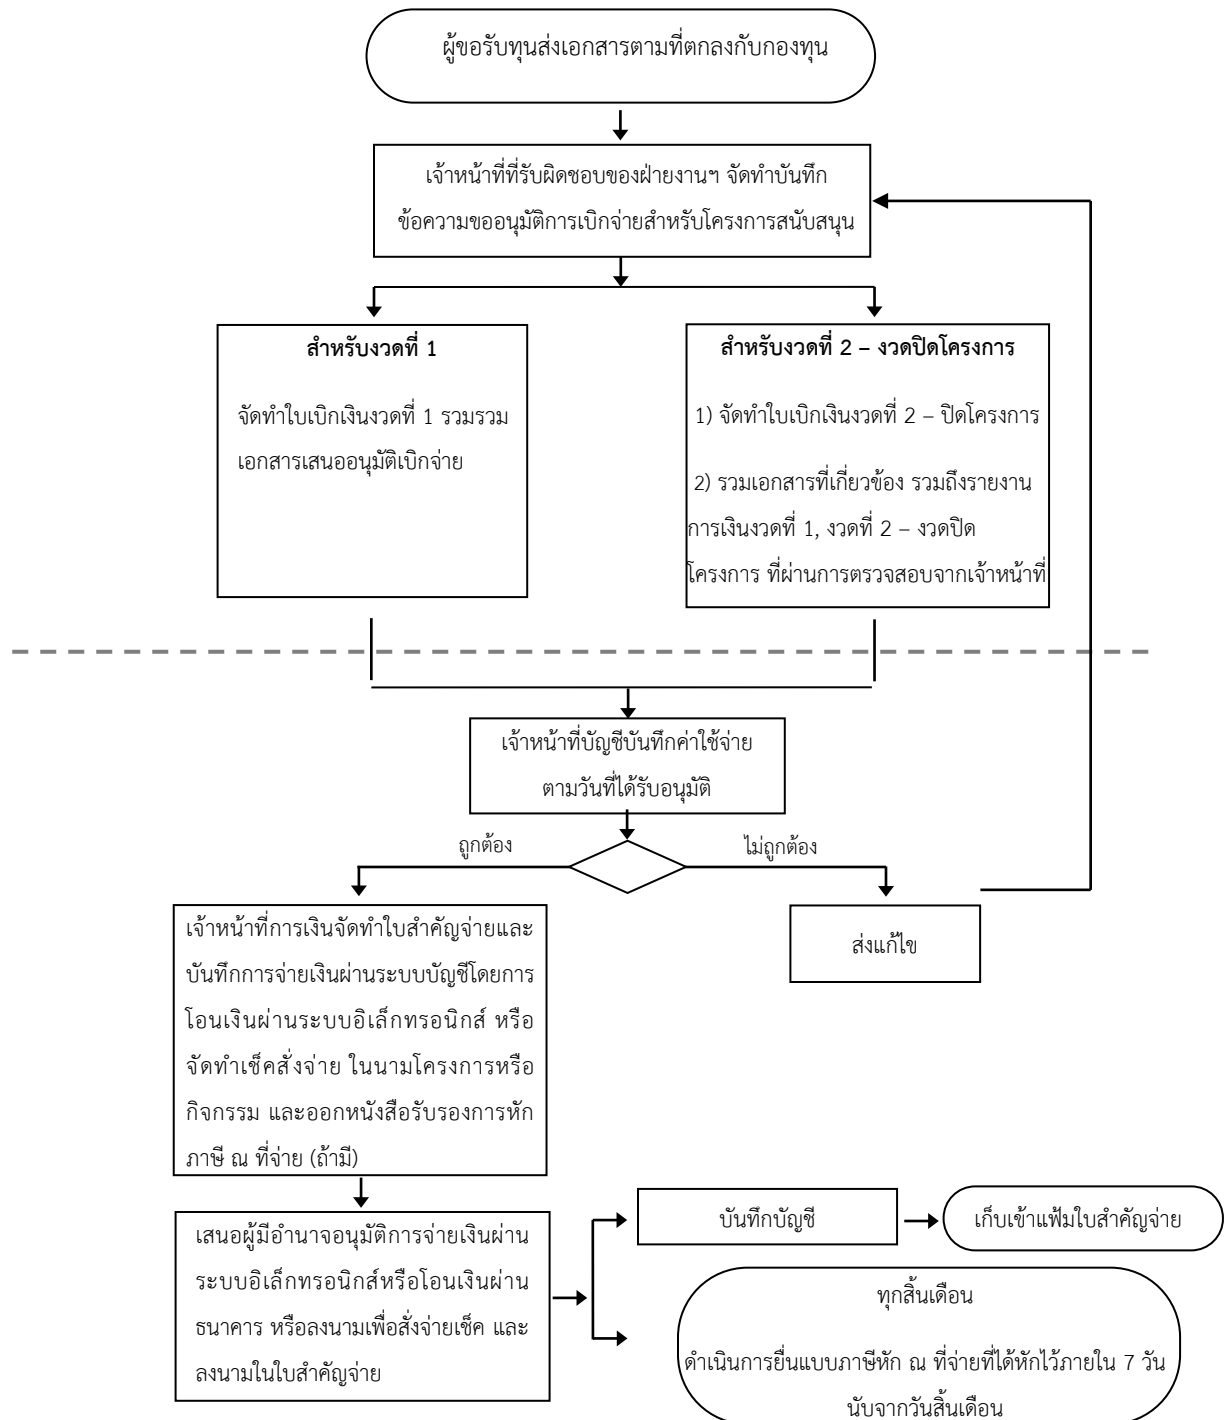 ผู้ขอรับทุนส่งเอกสารตามที่ตกลงกับกองทุน
เจ้าหน้าที่ที่รับผิดชอบของฝ่ายงานฯ จัดทำบันทึก
ข้อความขออนุมัติการเบิกจ่ายสำหรับโครงการสนับสนุน
สำหรับงวดที่ 1
จัดทำใบเบิกเงินงวดที่ 1 รวมรวม
เอกสารเสนออนุมัติเบิกจ่าย
สำหรับงวดที่ 2 – งวดปิดโครงการ
1) จัดทำใบเบิกเงินงวดที่ 2 – ปิดโครงการ
2) รวมเอกสารที่เกี่ยวข้อง รวมถึงรายงาน
การเงินงวดที่ 1, งวดที่ 2 – งวดปิด
โครงการ ที่ผ่านการตรวจสอบจากเจ้าหน้าที่
เจ้าหน้าที่บัญชีบันทึกค่าใช้จ่าย
ตามวันที่ได้รับอนุมัติ
ถูกต้อง
ไม่ถูกต้อง
เจ้าหน้าที่การเงินจัดทำใบสำคัญจ่ายและ
บันทึกการจ่ายเงินผ่านระบบบัญชีโดยการ
โอนเงินผ่านระบบอิเล็กทรอนิกส์ หรือ
จัดทำเช็คสั่งจ่าย ในนามโครงการหรือ
กิจกรรม และออกหนังสือรับรองการหัก
ภาษี ณ ที่จ่าย (ถ้ามี)
ส่งแก้ไข
เสนอผู้มีอำนาจอนุมัติการจ่ายเงินผ่าน
ระบบอิเล็กทรอนิกส์หรือโอนเงินผ่าน
ธนาคาร หรือลงนามเพื่อสั่งจ่ายเช็ค และ
ลงนามในใบสำคัญจ่าย
บันทึกบัญชี
เก็บเข้าแฟ้มใบสำคัญจ่าย
ทุกสิ้นเดือน
ดำเนินการยื่นแบบภาษีหัก ณ ที่จ่ายที่ได้หักไว้ภายใน 7 วัน
นับจากวันสิ้นเดือน